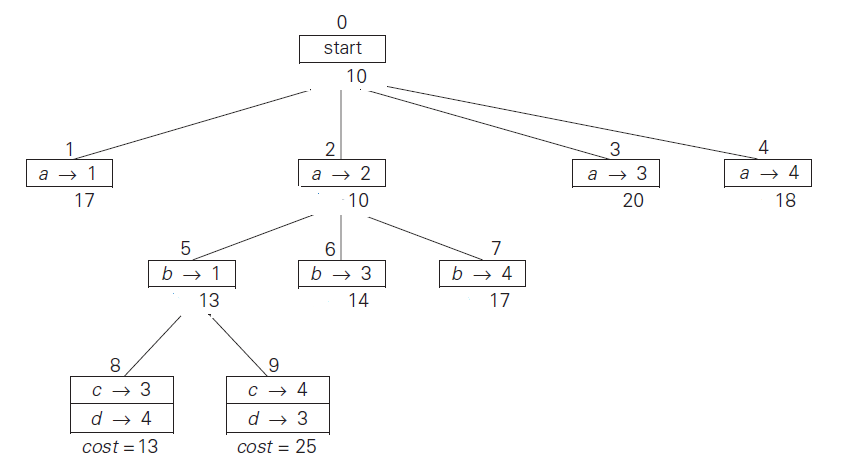 0
start
10
1 2 3 4
a → 1 a → 2 a → 3 a → 4
17 10 20 18
5 6 7
b → 1 b → 3 b → 4
13 14 17
8 9
c → 3 c → 4
d → 4 d → 3
cost = 13 cost = 25